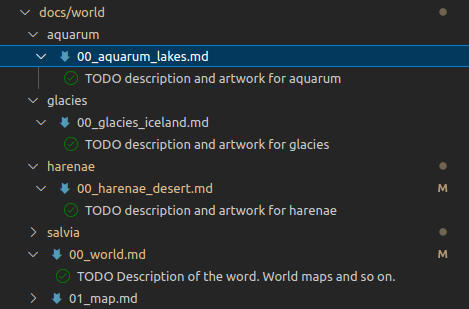 docs/world
aquarum
00_aquarum_lakes.md
TODO description and artwork for aquarum
glacies
00_glacies_iceland.md
TODO description and artwork for glacies
harenae
00_harenae_desert.md M
TODO description and artwork for harenae
salvia
00_world.md M
TODO Description of the word. World maps and so on.
01_map.md